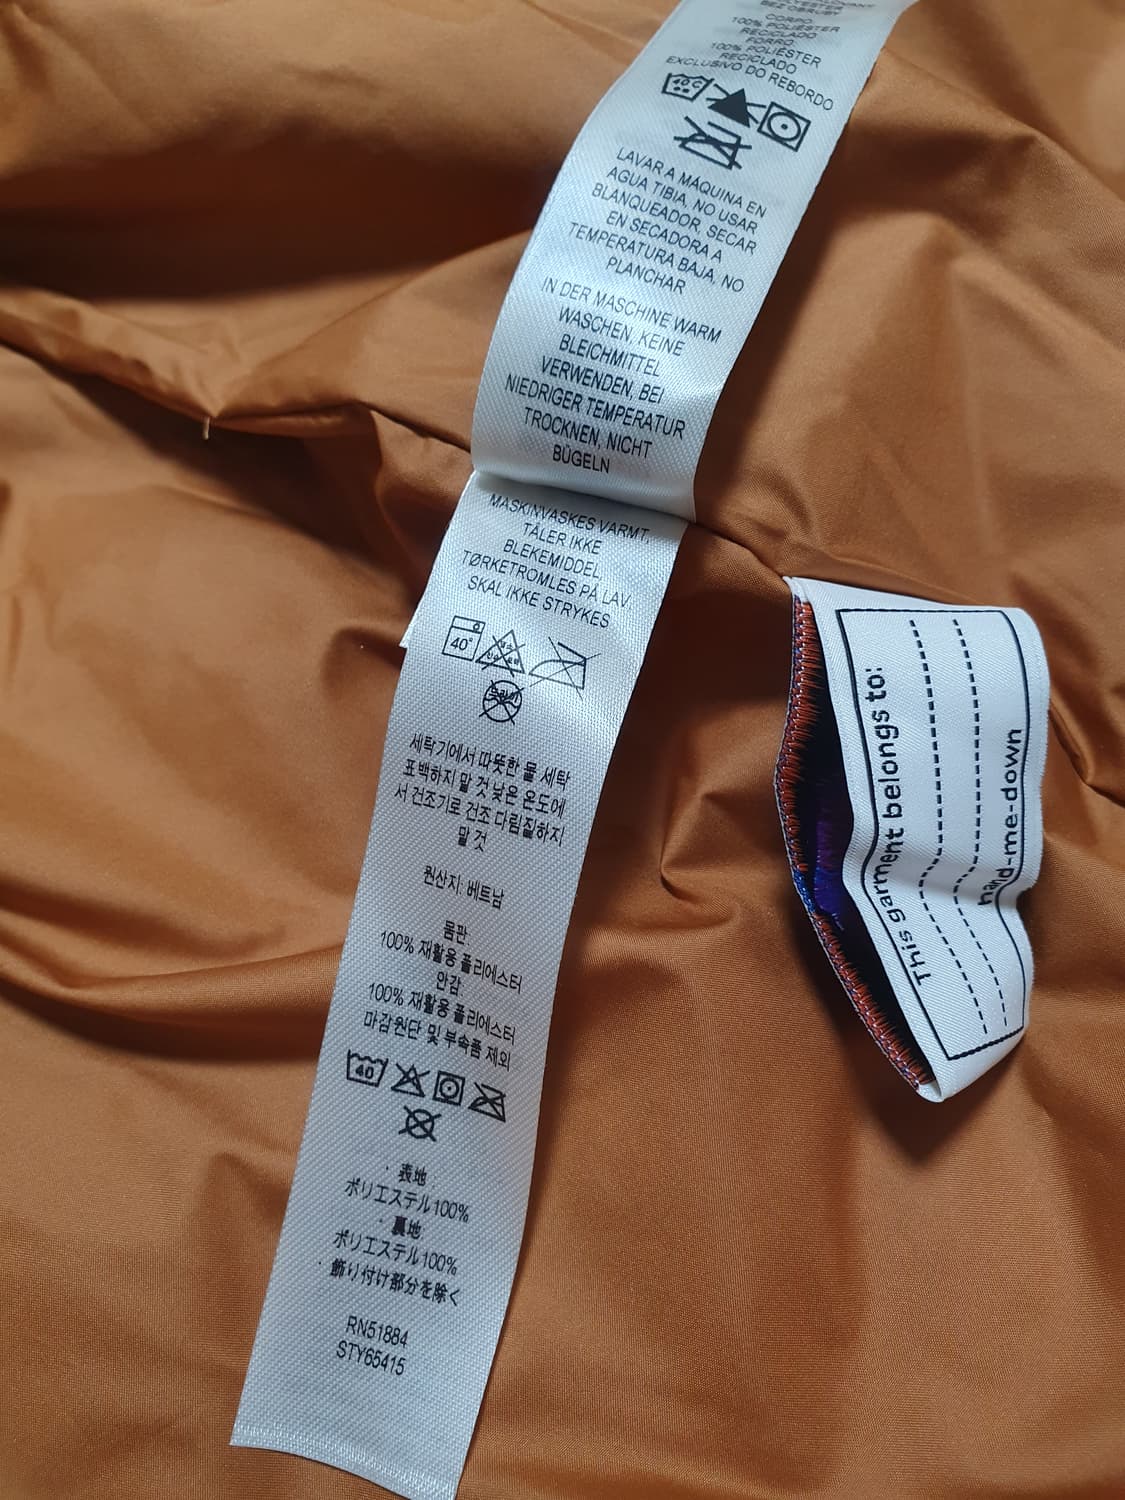 BEZ OBRUBY
CORPO:
100% POLIÉSTER
RECICLADO
FORRO:
100% POLIÉSTER
RECICLADO
EXCLUSIVO DO REBORDO
40C
LAVAR A MÁQUINA EN
AGUA TIBIA, NO USAR
BLANQUEADOR, SECAR
EN SECADORA A
TEMPERATURA BAJA, NO
PLANCHAR
IN DER MASCHINE WARM
WASCHEN, KEINE
BLEICHMITTEL
VERWENDEN, BEI
NIEDRIGER TEMPERATUR
TROCKNEN, NICHT
BÜGELN
MASKINVASKES VARMT,
TÅLER IKKE
BLEKEMIDDEL,
TØRKETROMLES PÅ LAV.
SKAL IKKE STRYKES
40°
세탁기에서 따뜻한 물 세탁
표백하지 말 것 낮은 온도에
서 건조기로 건조 다림질하지
말 것
원산지: 베트남
몸판
100% 재활용 폴리에스터
안감:
100% 재활용 폴리에스터
마감원단 및 부속품 제외
40
・表地:
ポリエステル100%
・裏地:
ポリエステル100%
・飾り付け部分を除く
RN51884
STY65415
This garment belongs to:
hand-me-down